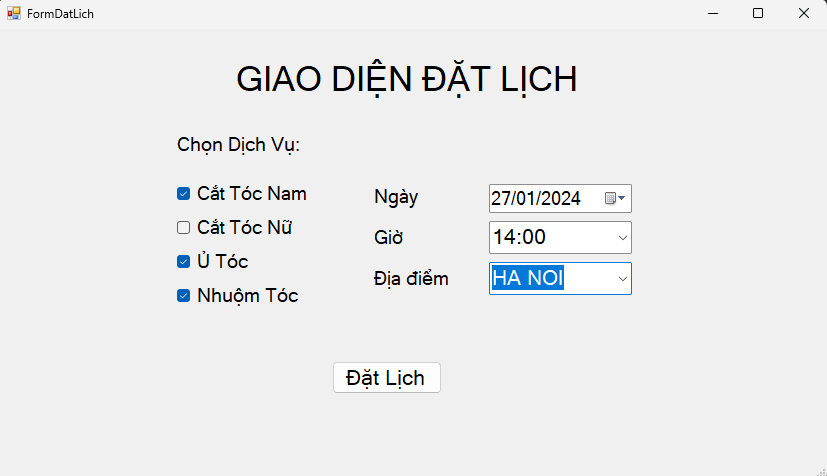 FormDatLich
GIAO DIỆN ĐẶT LỊCH
Chọn Dịch Vụ:
Cắt Tóc Nam
Cắt Tóc Nữ
Ủ Tóc
Nhuộm Tóc
Ngày 27/01/2024
Giờ 14:00
Địa điểm HA NOI
Đặt Lịch